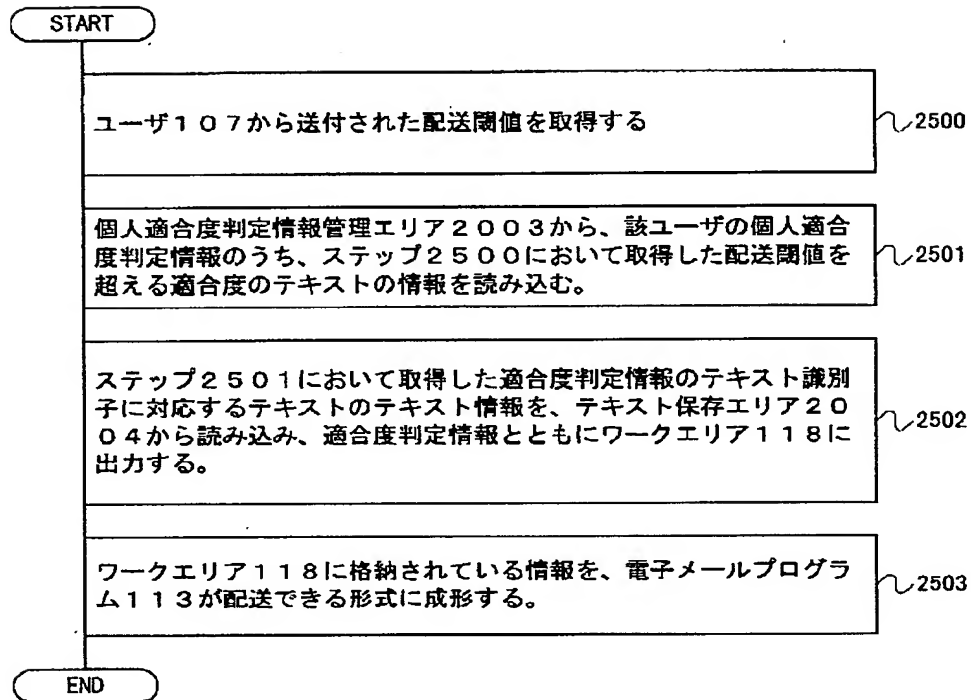 START
ユーザ１０７から送付された配送閾値を取得する
2500
個人適合度判定情報管理エリア２００３から、該ユーザの個人適合
度判定情報のうち、ステップ２５００において取得した配送閾値を
超える適合度のテキストの情報を読み込む。
2501
ステップ２５０１において取得した適合度判定情報のテキスト識別
子に対応するテキストのテキスト情報を、テキスト保存エリア２０
０４から読み込み、適合度判定情報とともにワークエリア１１８に
出力する。
2502
ワークエリア１１８に格納されている情報を、電子メールプログラ
ム１１３が配送できる形式に成形する。
2503
END